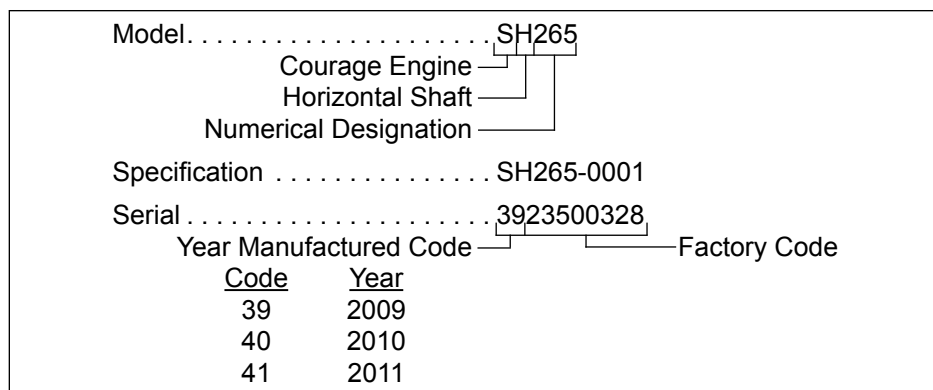 Model. . . . . . . . . . . . . . . . . . . . . SH265
Courage Engine
Horizontal Shaft
Numerical Designation
Specification . . . . . . . . . . . . . . . SH265-0001
Serial . . . . . . . . . . . . . . . . . . . . . 3923500328
Year Manufactured Code Factory Code
Code Year
39 2009
40 2010
41 2011